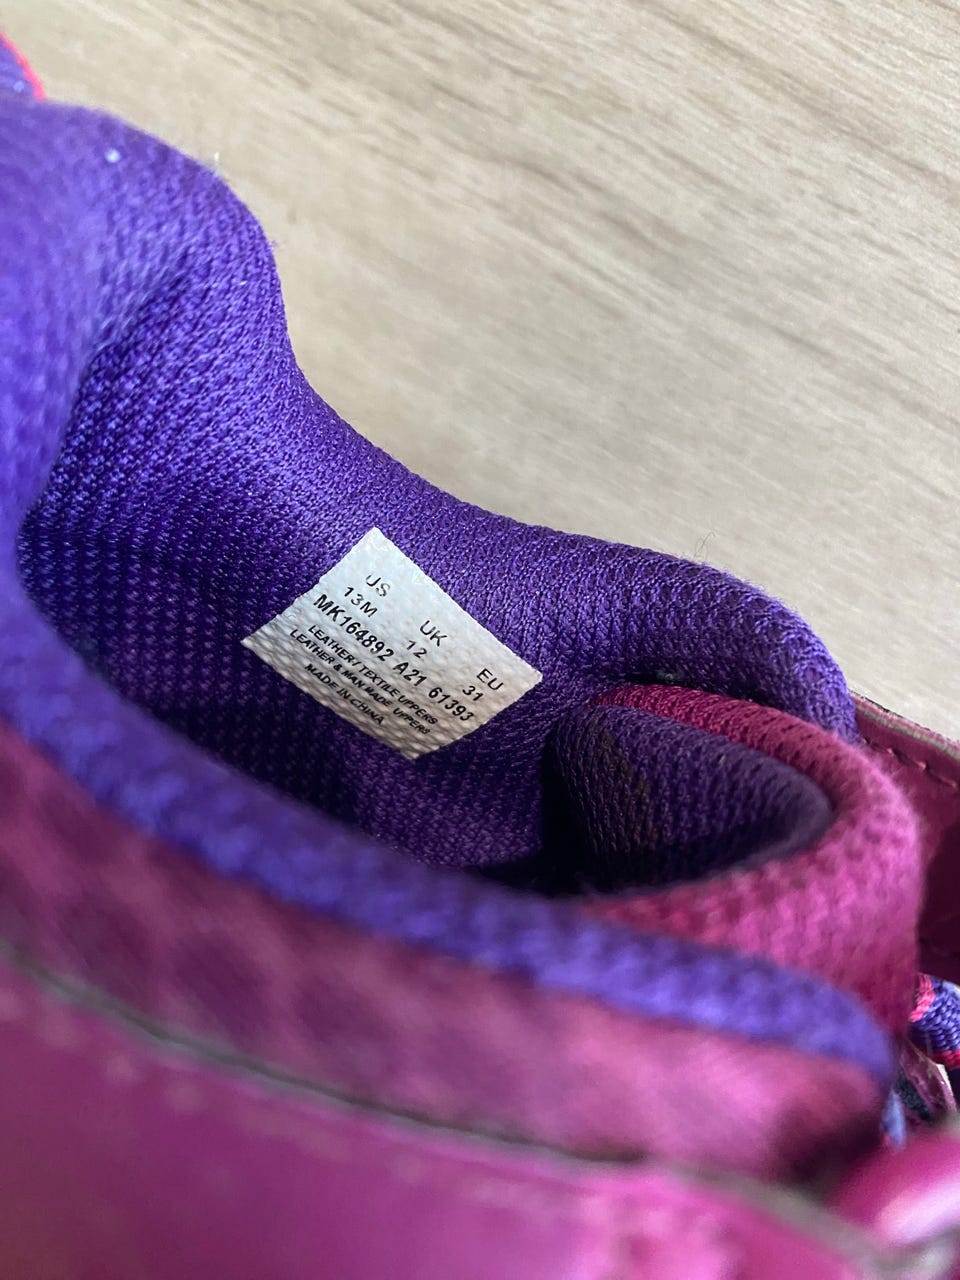 US UK EU
13M 12 31
MK164892 A21 61393
LEATHER/TEXTILE UPPERS
LEATHER & MAN MADE UPPERS
MADE IN CHINA